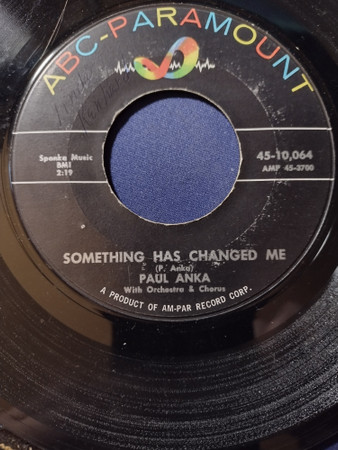 ABC-PARAMOUNT
Spanka Music
BMI
2:19
45-10,064
AMP 45-3700
SOMETHING HAS CHANGED ME
(P. Anka)
PAUL ANKA
With Orchestra & Chorus
A PRODUCT OF AM-PAR RECORD CORP.